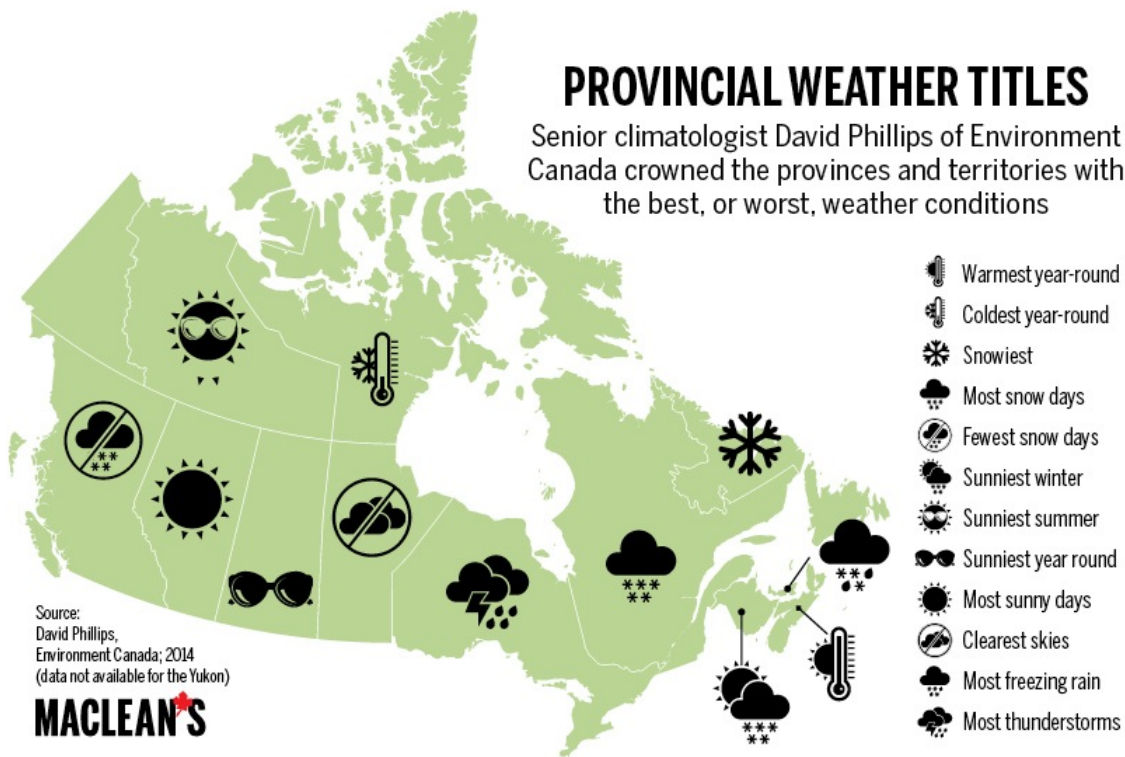 PROVINCIAL WEATHER TITLES
Senior climatologist David Phillips of Environment
Canada crowned the provinces and territories with
the best, or worst, weather conditions
Warmest year-round
Coldest year-round
Snowiest
Most snow days
Fewest snow days
Sunniest winter
Sunniest summer
Sunniest year round
Most sunny days
Clearest skies
Most freezing rain
Most thunderstorms
Source:
David Phillips,
Environment Canada; 2014
(data not available for the Yukon)
MACLEAN'S